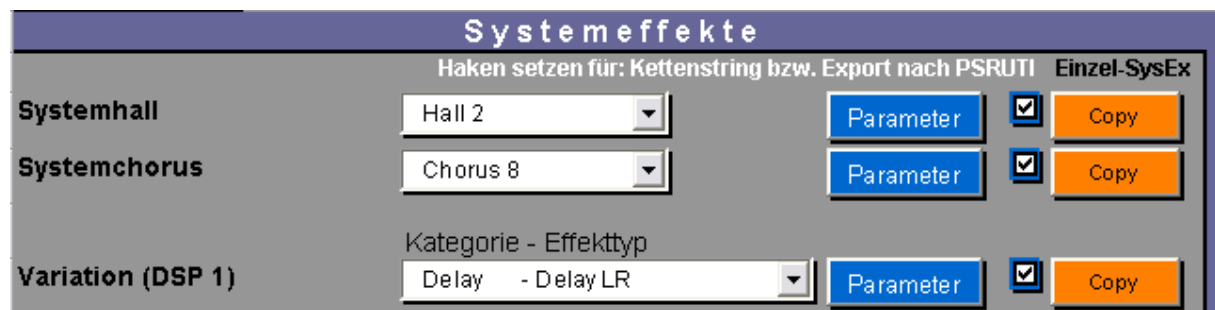 Systemeffekte
Haken setzen für: Kettenstring bzw. Export nach PSRUTI Einzel-SysEx
Systemhall Hall 2 Parameter Copy
Systemchorus Chorus 8 Parameter Copy
Kategorie - Effekttyp
Variation (DSP 1) Delay - Delay LR Parameter Copy